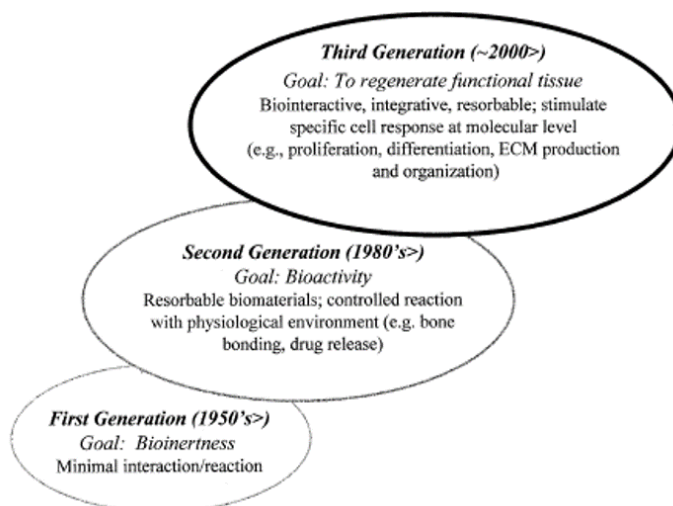 Third Generation (~2000>)
Goal: To regenerate functional tissue
Biointeractive, integrative, resorbable; stimulate
specific cell response at molecular level
(e.g., proliferation, differentiation, ECM production
and organization)
Second Generation (1980's>)
Goal: Bioactivity
Resorbable biomaterials; controlled reaction
with physiological environment (e.g. bone
bonding, drug release)
First Generation (1950's>)
Goal: Bioinertness
Minimal interaction/reaction